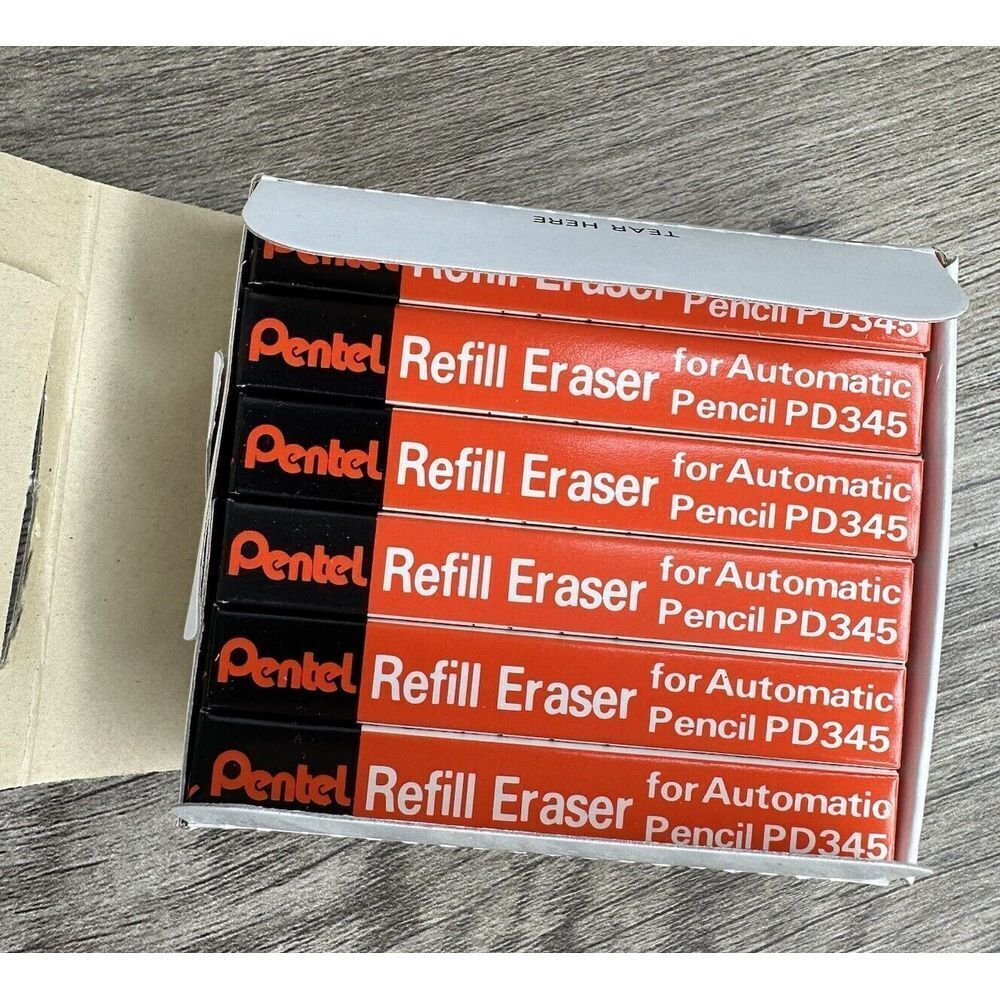 TEAR HERE
Pentel Refill Eraser Pencil PD345
Pentel Refill Eraser for Automatic
Pencil PD345
Pentel Refill Eraser for Automatic
Pencil PD345
Pentel Refill Eraser for Automatic
Pencil PD345
Pentel Refill Eraser for Automatic
Pencil PD345
Pentel Refill Eraser for Automatic
Pencil PD345